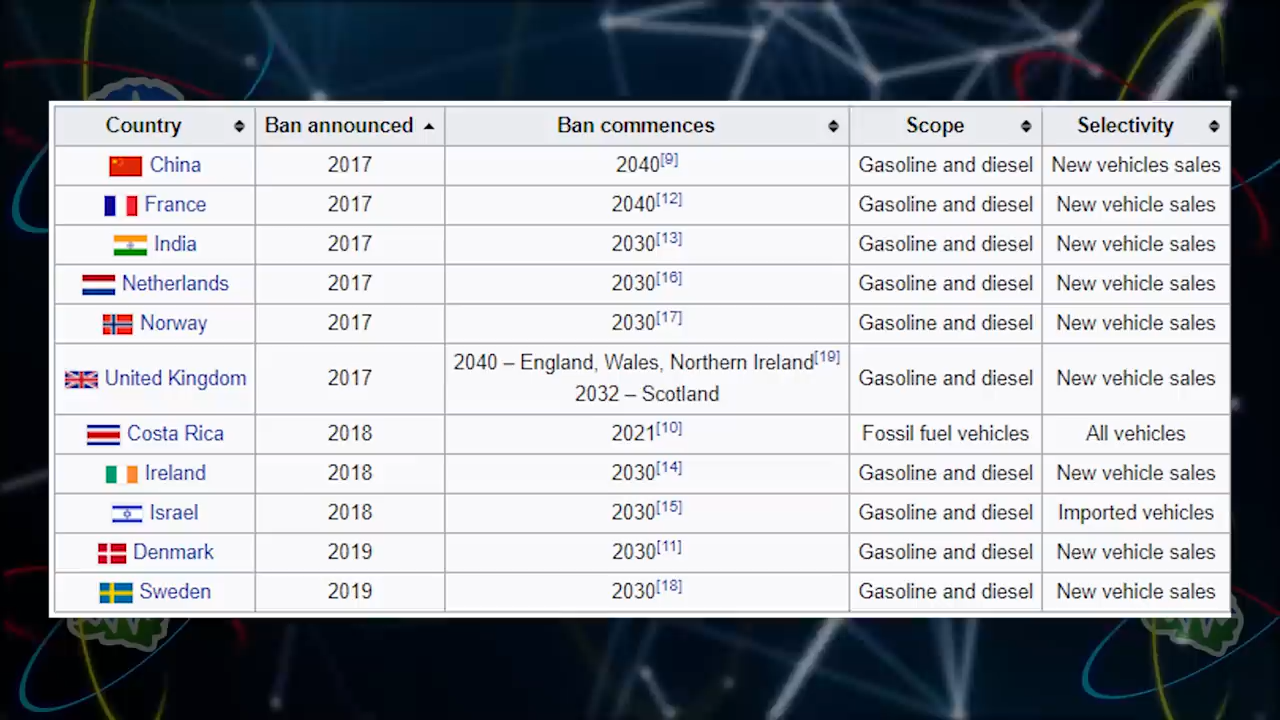 Country Ban announced Ban commences Scope Selectivity
China 2017 2040[9] Gasoline and diesel New vehicles sales
France 2017 2040[12] Gasoline and diesel New vehicle sales
India 2017 2030[13] Gasoline and diesel New vehicle sales
Netherlands 2017 2030[16] Gasoline and diesel New vehicle sales
Norway 2017 2030[17] Gasoline and diesel New vehicle sales
United Kingdom 2017 2040 – England, Wales, Northern Ireland[19] Gasoline and diesel New vehicle sales
2032 – Scotland
Costa Rica 2018 2021[10] Fossil fuel vehicles All vehicles
Ireland 2018 2030[14] Gasoline and diesel New vehicle sales
Israel 2018 2030[15] Gasoline and diesel Imported vehicles
Denmark 2019 2030[11] Gasoline and diesel New vehicle sales
Sweden 2019 2030[18] Gasoline and diesel New vehicle sales